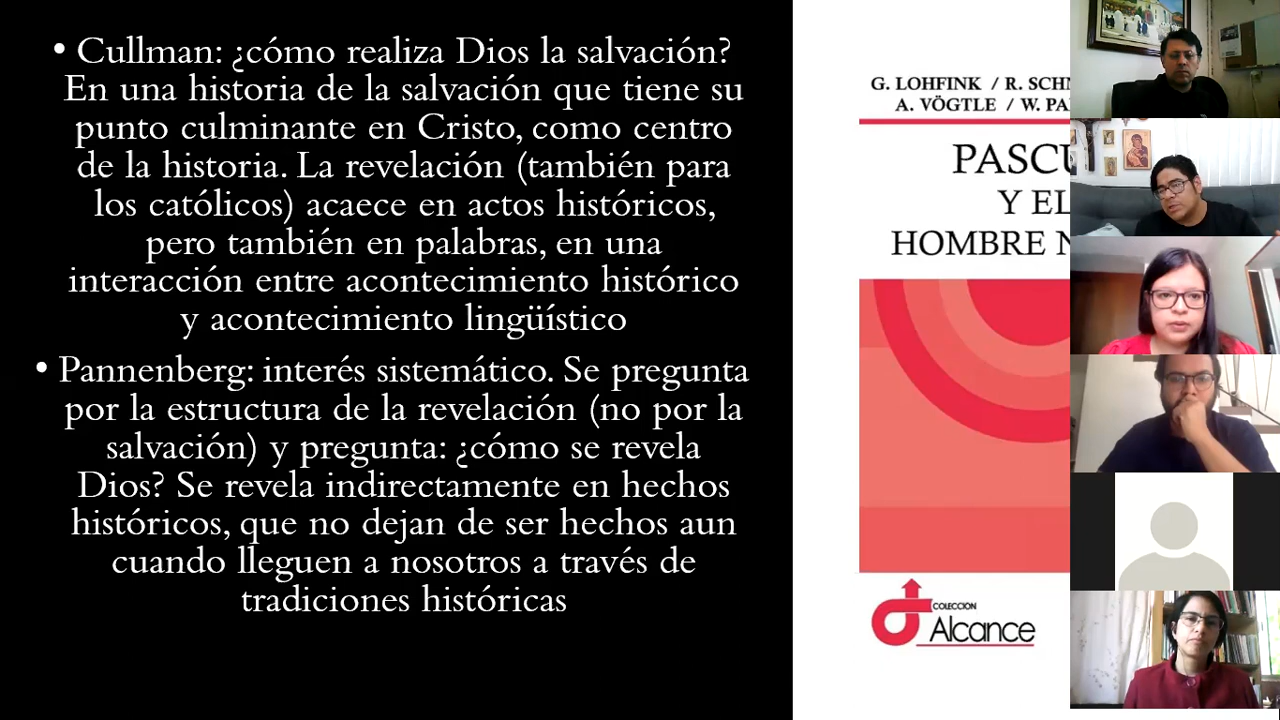 • Cullman: ¿cómo realiza Dios la salvación?
En una historia de la salvación que tiene su
punto culminante en Cristo, como centro
de la historia. La revelación (también para
los católicos) acaece en actos históricos,
pero también en palabras, en una
interacción entre acontecimiento histórico
y acontecimiento lingüístico
• Pannenberg: interés sistemático. Se pregunta
por la estructura de la revelación (no por la
salvación) y pregunta: ¿cómo se revela
Dios? Se revela indirectamente en hechos
históricos, que no dejan de ser hechos aun
cuando lleguen a nosotros a través de
tradiciones históricas
G. LOHFINK / R. SCHN
A. VÖGTLE / W. PA
PASCU
Y EL
HOMBRE N
COLECCIÓN
Alcance